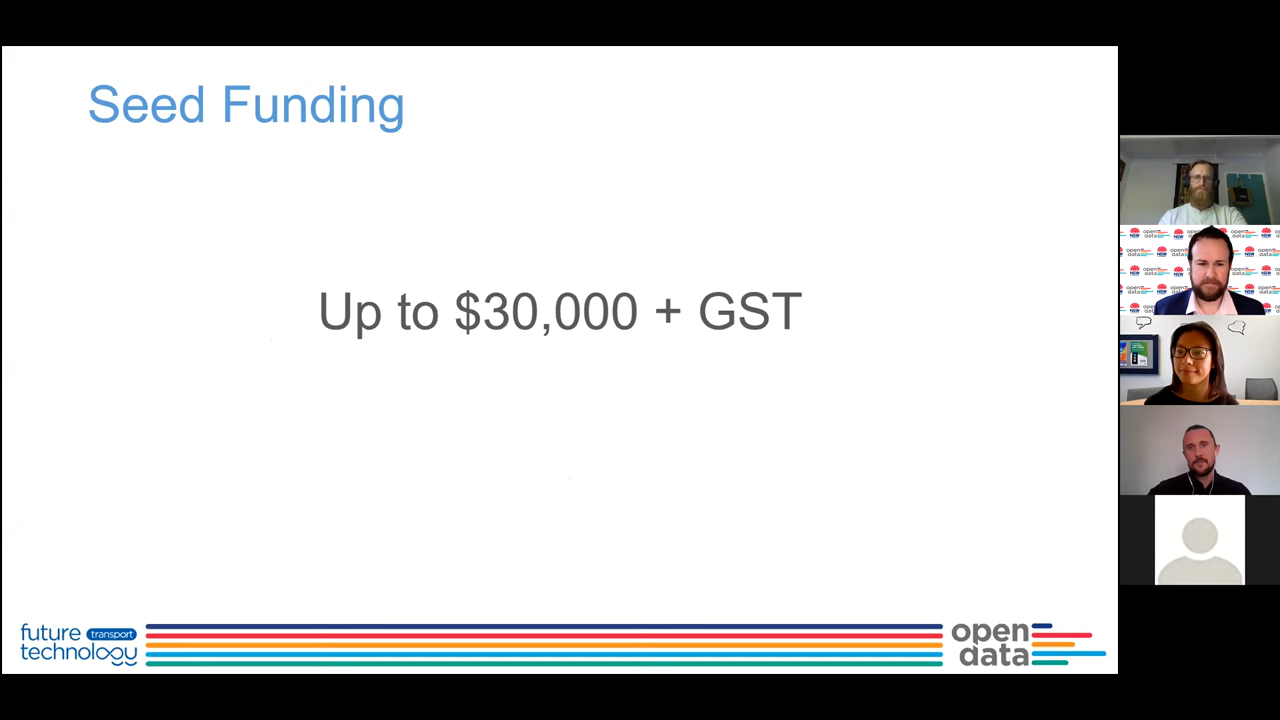 Seed Funding
Up to $30,000 + GST
future transport
technology
open
data